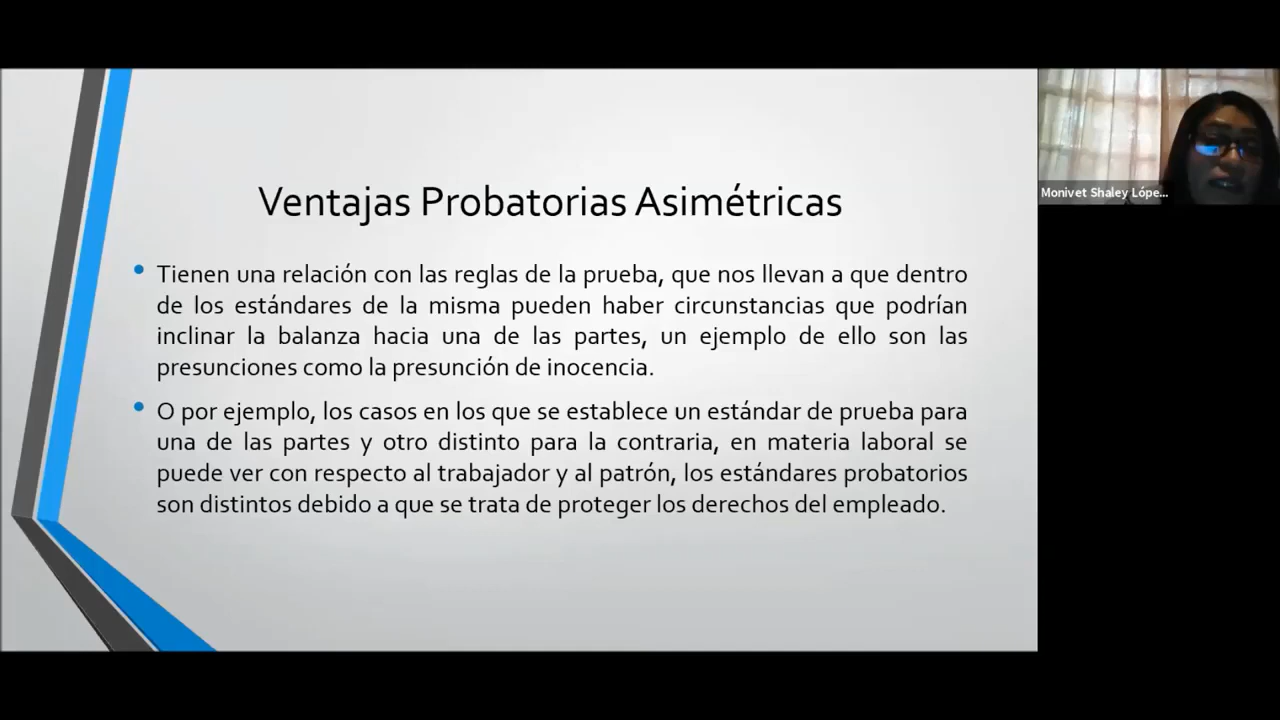 Ventajas Probatorias Asimétricas
• Tienen una relación con las reglas de la prueba, que nos llevan a que dentro
de los estándares de la misma pueden haber circunstancias que podrían
inclinar la balanza hacia una de las partes, un ejemplo de ello son las
presunciones como la presunción de inocencia.
• O por ejemplo, los casos en los que se establece un estándar de prueba para
una de las partes y otro distinto para la contraria, en materia laboral se
puede ver con respecto al trabajador y al patrón, los estándares probatorios
son distintos debido a que se trata de proteger los derechos del empleado.
Monivet Shaley Lópe...